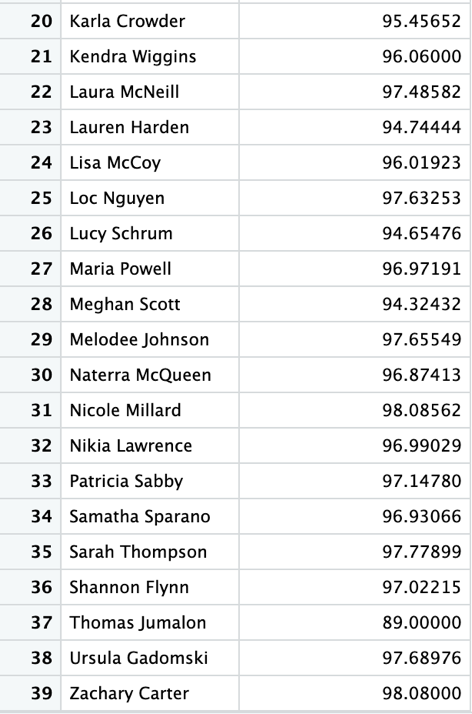 20 Karla Crowder 95.45652
21 Kendra Wiggins 96.06000
22 Laura McNeill 97.48582
23 Lauren Harden 94.74444
24 Lisa McCoy 96.01923
25 Loc Nguyen 97.63253
26 Lucy Schrum 94.65476
27 Maria Powell 96.97191
28 Meghan Scott 94.32432
29 Melodee Johnson 97.65549
30 Naterra McQueen 96.87413
31 Nicole Millard 98.08562
32 Nikia Lawrence 96.99029
33 Patricia Sabby 97.14780
34 Samatha Sparano 96.93066
35 Sarah Thompson 97.77899
36 Shannon Flynn 97.02215
37 Thomas Jumalon 89.00000
38 Ursula Gadomski 97.68976
39 Zachary Carter 98.08000